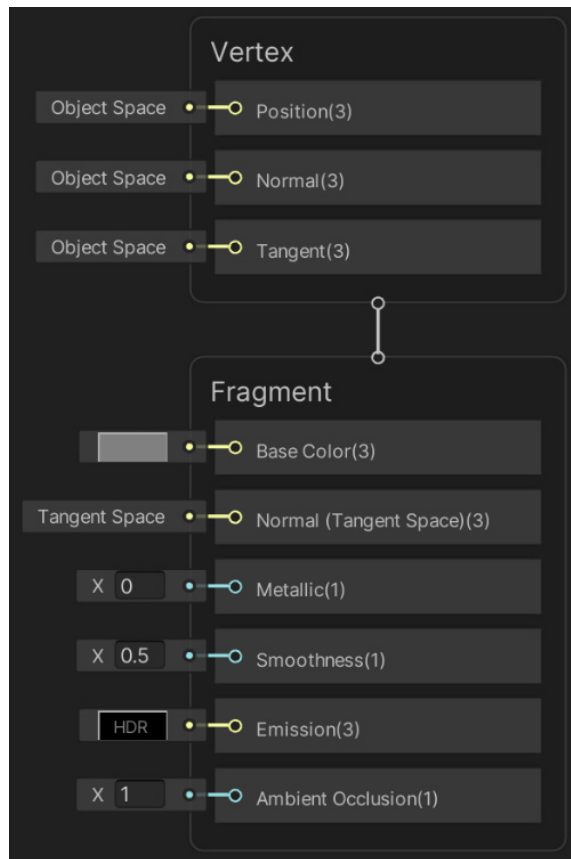 Vertex
Object Space Position(3)
Object Space Normal(3)
Object Space Tangent(3)
Fragment
Base Color(3)
Tangent Space Normal (Tangent Space)(3)
X 0 Metallic(1)
X 0.5 Smoothness(1)
HDR Emission(3)
X 1 Ambient Occlusion(1)